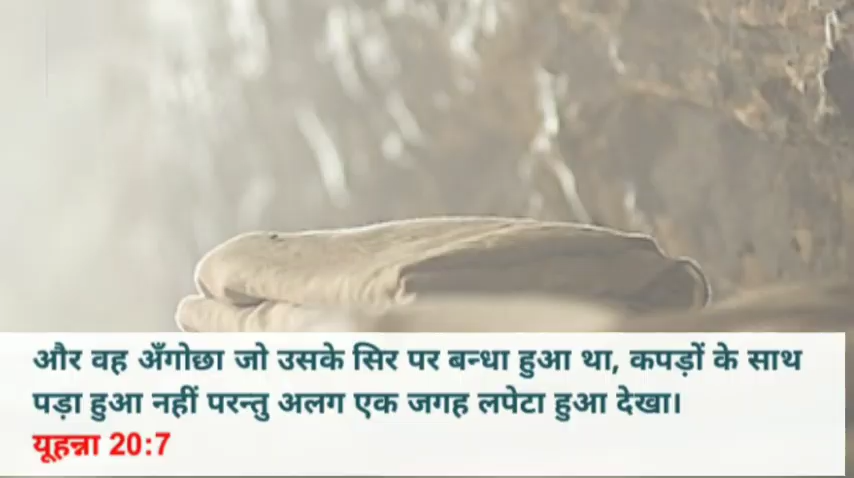 और वह अँगोछा जो उसके सिर पर बन्धा हुआ था, कपड़ों के साथ
पड़ा हुआ नहीं परन्तु अलग एक जगह लपेटा हुआ देखा।
यूहन्ना 20:7